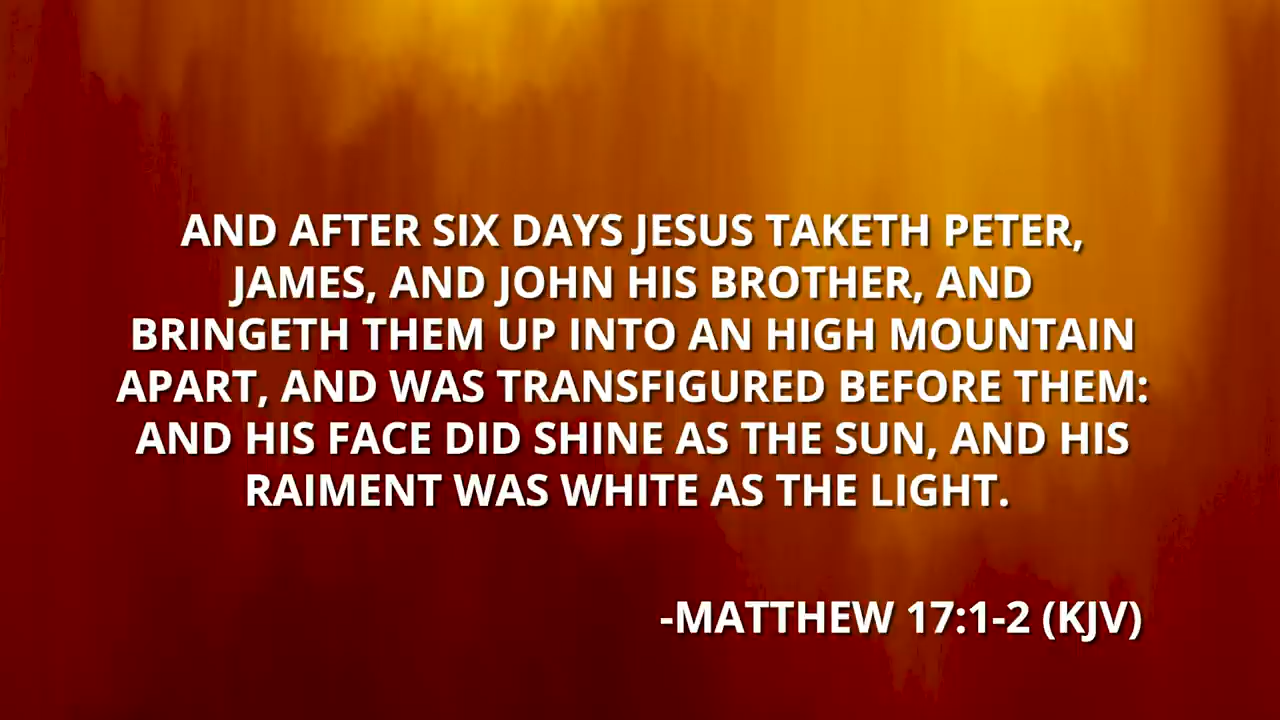 AND AFTER SIX DAYS JESUS TAKETH PETER,
JAMES, AND JOHN HIS BROTHER, AND
BRINGETH THEM UP INTO AN HIGH MOUNTAIN
APART, AND WAS TRANSFIGURED BEFORE THEM:
AND HIS FACE DID SHINE AS THE SUN, AND HIS
RAIMENT WAS WHITE AS THE LIGHT.
-MATTHEW 17:1-2 (KJV)